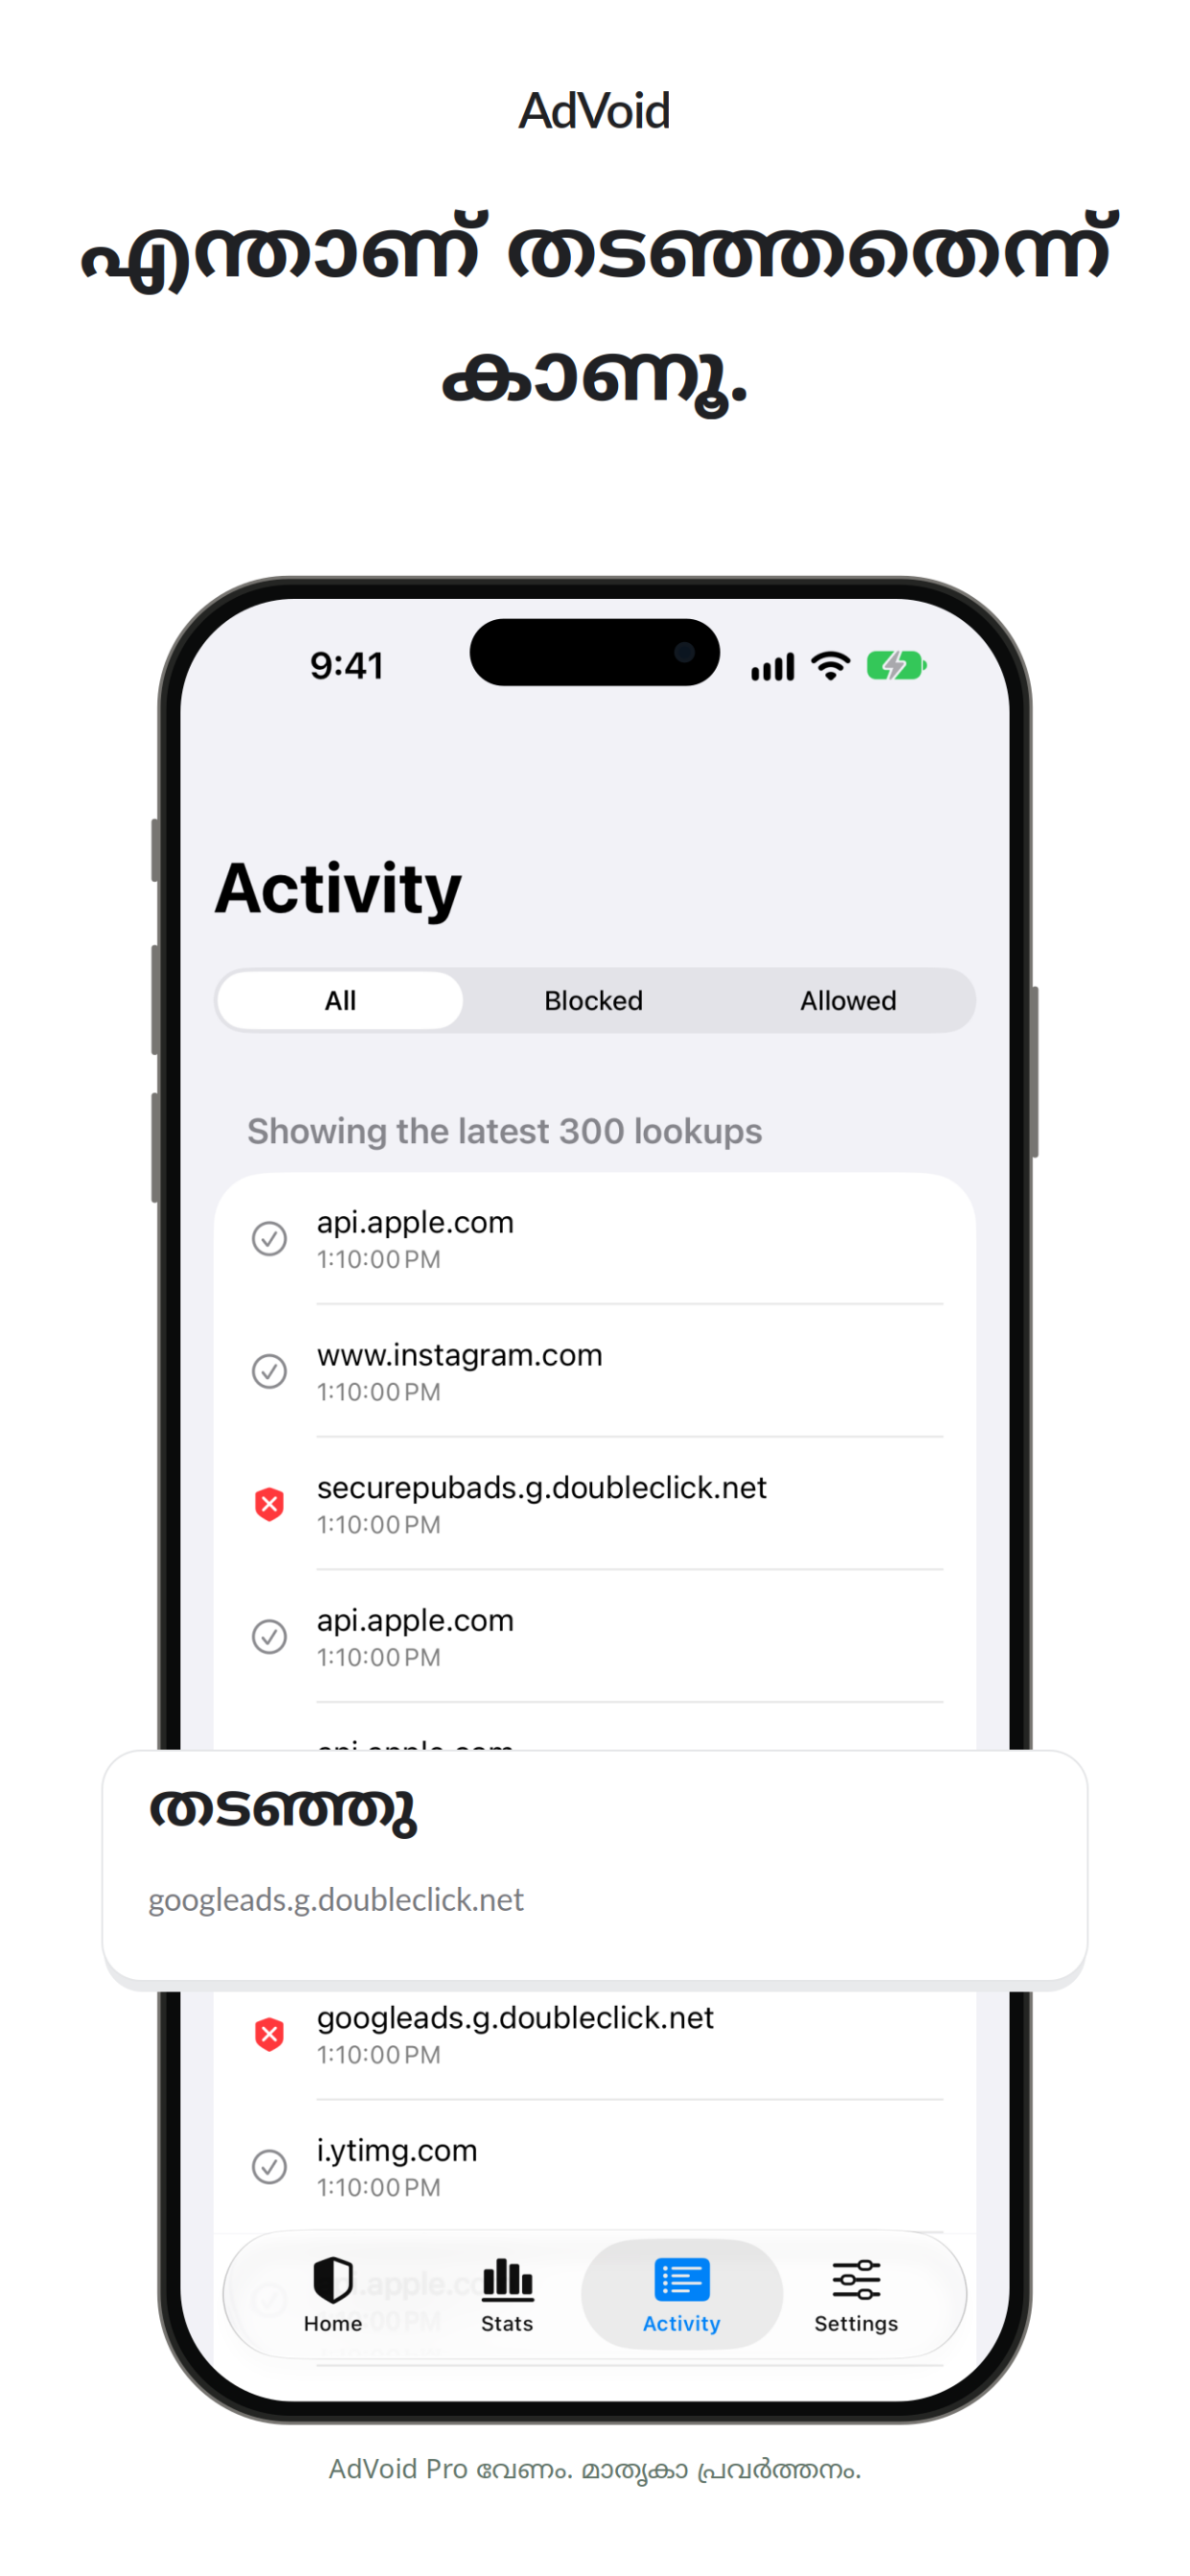 AdVoid
എന്താണ് തടഞ്ഞതെന്ന്
കാണൂ.
9:41
Activity
All Blocked Allowed
Showing the latest 300 lookups
api.apple.com
1:10:00 PM
www.instagram.com
1:10:00 PM
securepubads.g.doubleclick.net
1:10:00 PM
api.apple.com
1:10:00 PM
api.apple.com
തടഞ്ഞു
googleads.g.doubleclick.net
googleads.g.doubleclick.net
1:10:00 PM
i.ytimg.com
1:10:00 PM
Home Stats Activity Settings
AdVoid Pro വേണം. മാതൃകാ പ്രവർത്തനം.